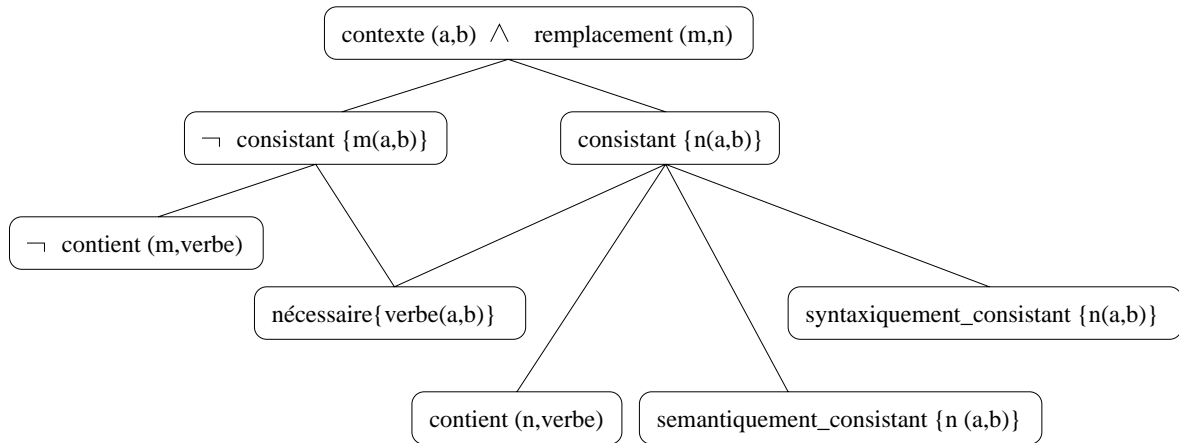 contexte (a,b) ∧ remplacement (m,n)
¬ consistant {m(a,b)}
consistant {n(a,b)}
¬ contient (m,verbe)
nécessaire{verbe(a,b)}
syntaxiquement_consistant {n(a,b)}
contient (n,verbe)
semantiquement_consistant {n (a,b)}